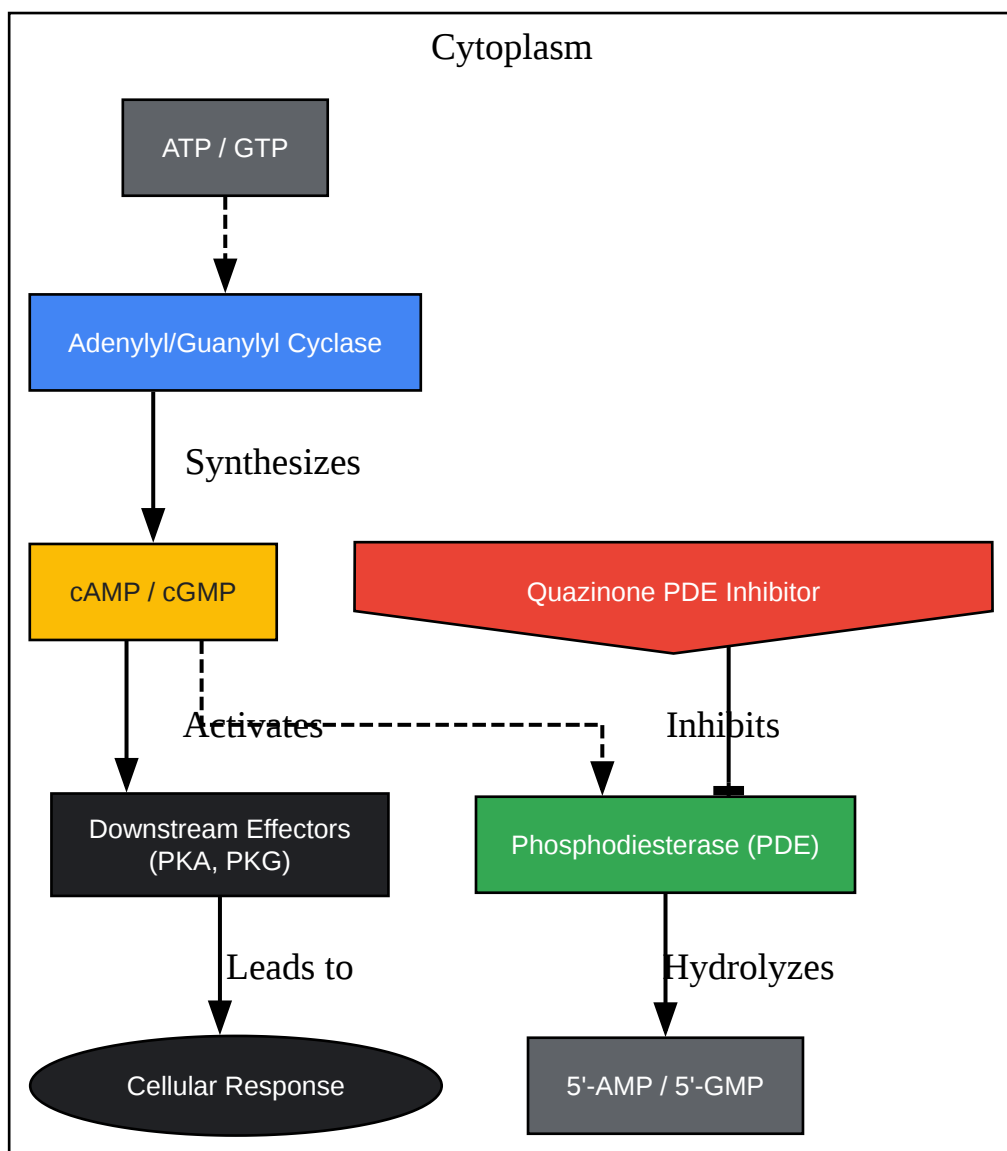 Cytoplasm
ATP / GTP
Adenylyl/Guanylyl Cyclase
Synthesizes
cAMP / cGMP
Quazinone PDE Inhibitor
Activates
Inhibits
Downstream Effectors
(PKA, PKG)
Phosphodiesterase (PDE)
Leads to
Hydrolyzes
Cellular Response
5'-AMP / 5'-GMP